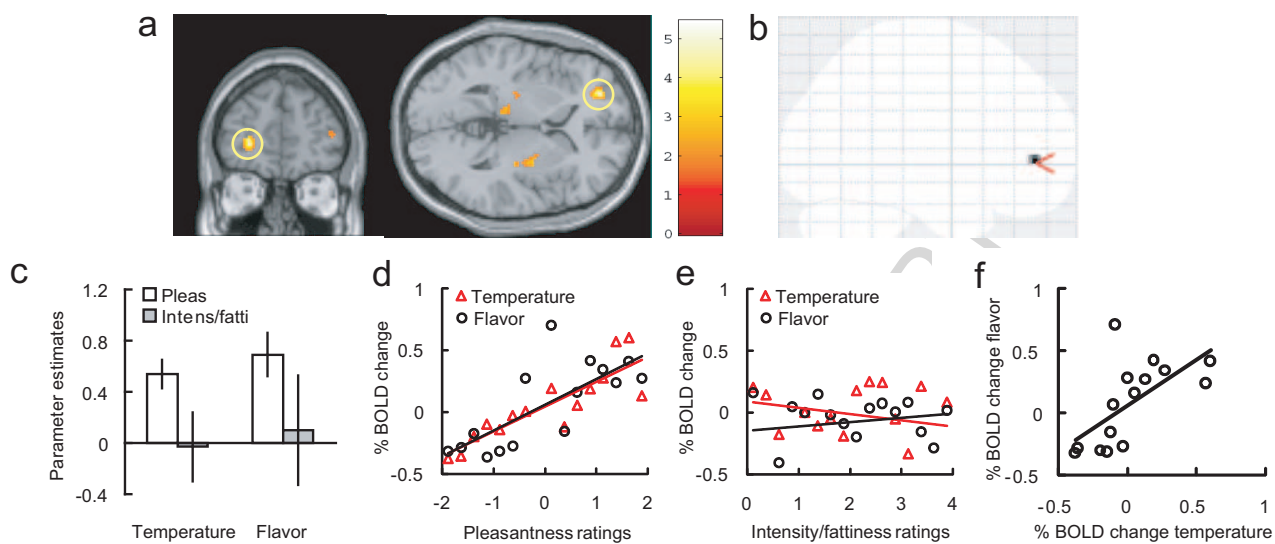 a
5
4
3
2
1
0
b
c
Pleas
Intens/fatti
1.2
0.8
0.4
0
-0.4
Parameter estimates
Temperature Flavor
d
Temperature
Flavor
1
0.5
0
-0.5
% BOLD change
-2 -1 0 1 2
Pleasantness ratings
e
Temperature
Flavor
1
0.5
0
-0.5
% BOLD change
0 1 2 3 4
Intensity/fattiness ratings
f
1
0.5
0
-0.5
% BOLD change flavor
-0.5 0 0.5 1
% BOLD change temperature